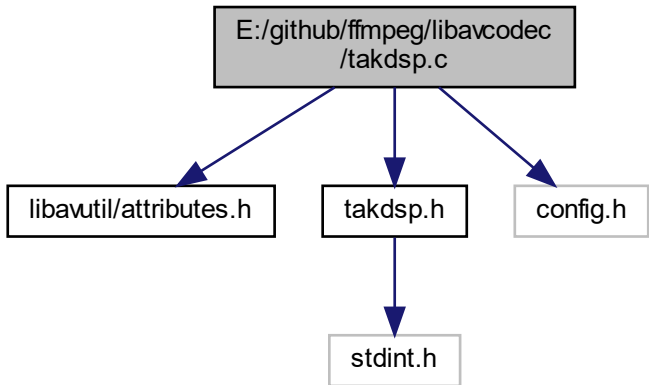 E:/github/ffmpeg/libavcodec
/takdsp.c
libavutil/attributes.h
takdsp.h
config.h
stdint.h